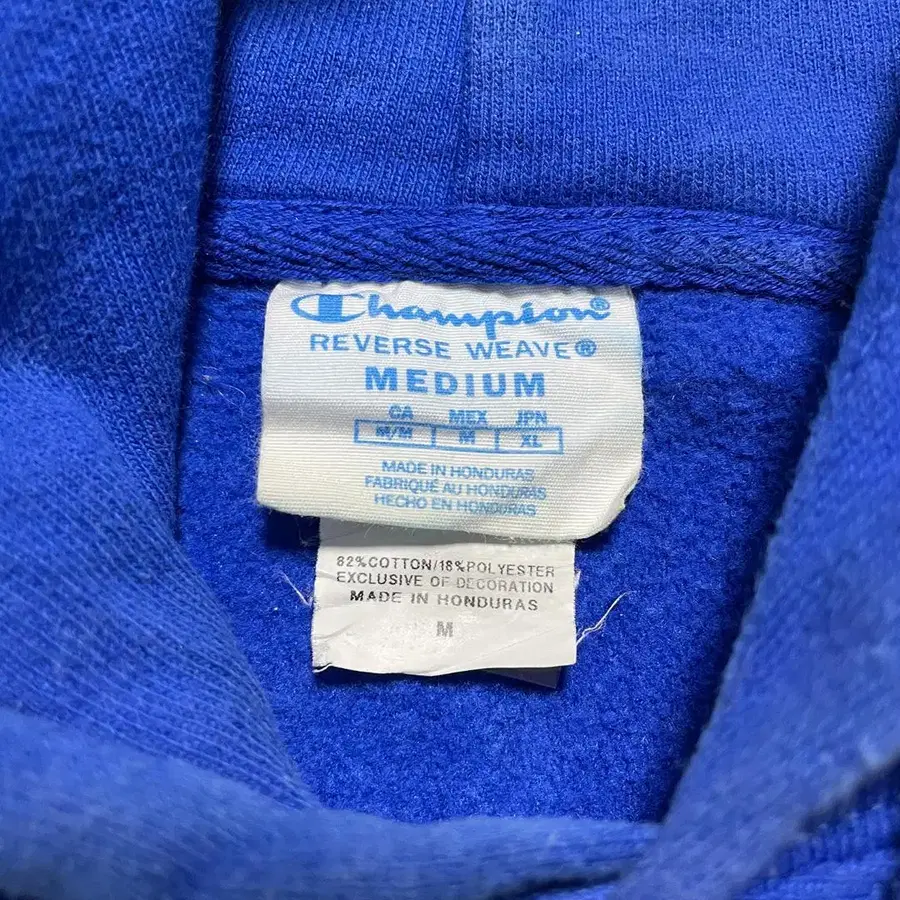 Champion®
REVERSE WEAVE®
MEDIUM
CA MEX JPN
M/M M XL
MADE IN HONDURAS
FABRIQUÉ AU HONDURAS
HECHO EN HONDURAS
82%COTTON/18%POLYESTER
EXCLUSIVE OF DECORATION
MADE IN HONDURAS
M